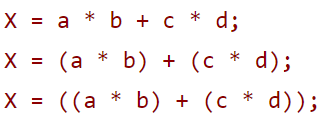 X = a * b + c * d;
X = (a * b) + (c * d);
X = ((a * b) + (c * d));